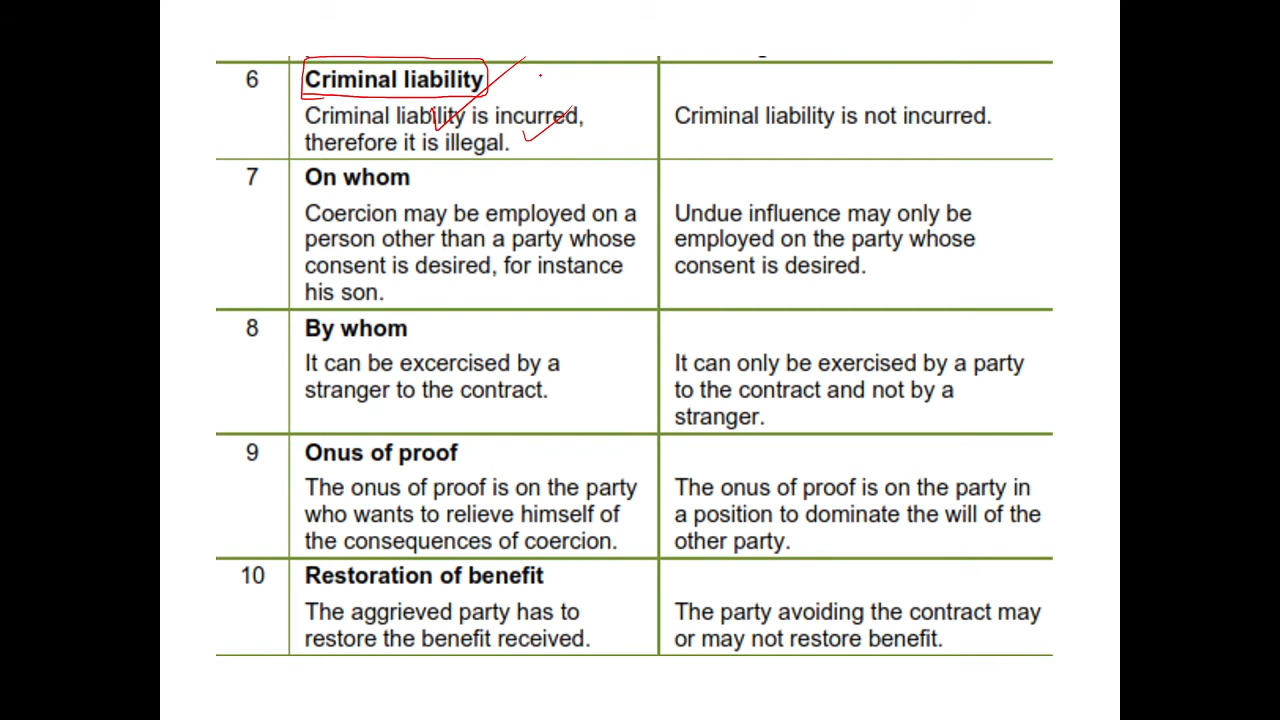 6 Criminal liability
Criminal liability is incurred, Criminal liability is not incurred.
therefore it is illegal.
7 On whom
Coercion may be employed on a Undue influence may only be
person other than a party whose employed on the party whose
consent is desired, for instance consent is desired.
his son.
8 By whom
It can be excercised by a It can only be exercised by a party
stranger to the contract. to the contract and not by a
stranger.
9 Onus of proof
The onus of proof is on the party The onus of proof is on the party in
who wants to relieve himself of a position to dominate the will of the
the consequences of coercion. other party.
10 Restoration of benefit
The aggrieved party has to The party avoiding the contract may
restore the benefit received. or may not restore benefit.